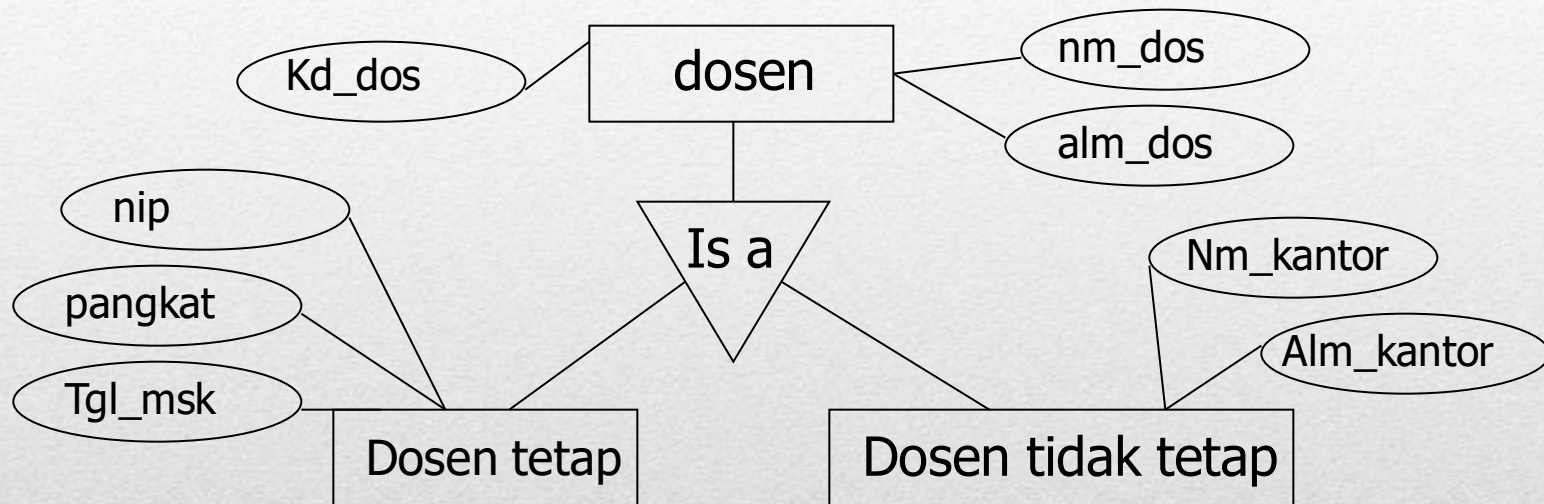 dosen
Kd_dos
nm_dos
alm_dos
nip
Is a
Nm_kantor
pangkat
Alm_kantor
Tgl_msk
Dosen tetap
Dosen tidak tetap